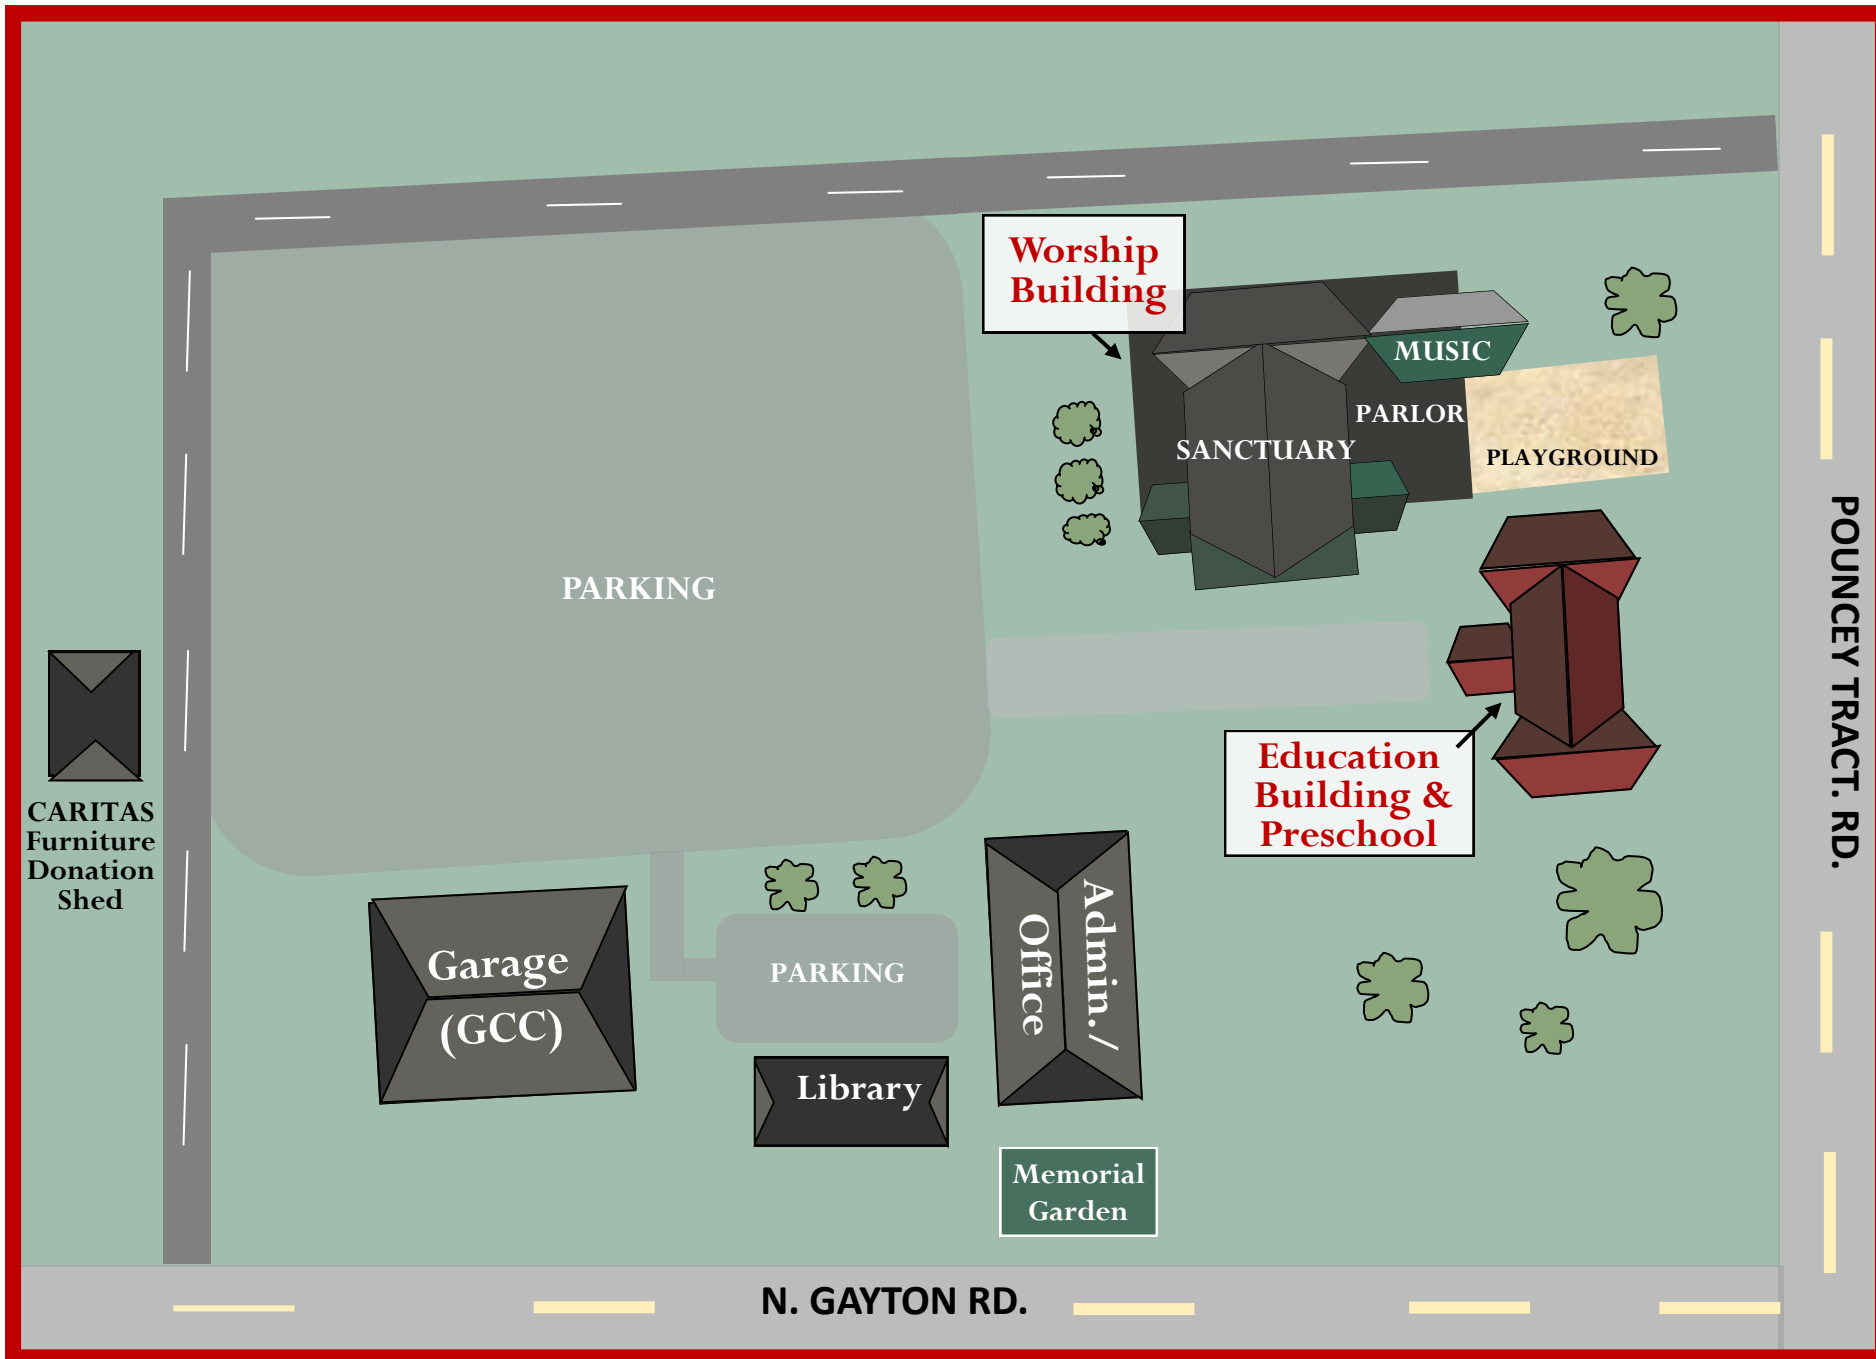 Worship
Building
MUSIC
PARLOR
SANCTUARY
PLAYGROUND
PARKING
POUNCEY TRACT. RD.
Education
Building &
Preschool
CARITAS
Furniture
Donation
Shed
Garage
(GCC)
PARKING
Admin./
Office
Library
Memorial
Garden
N. GAYTON RD.